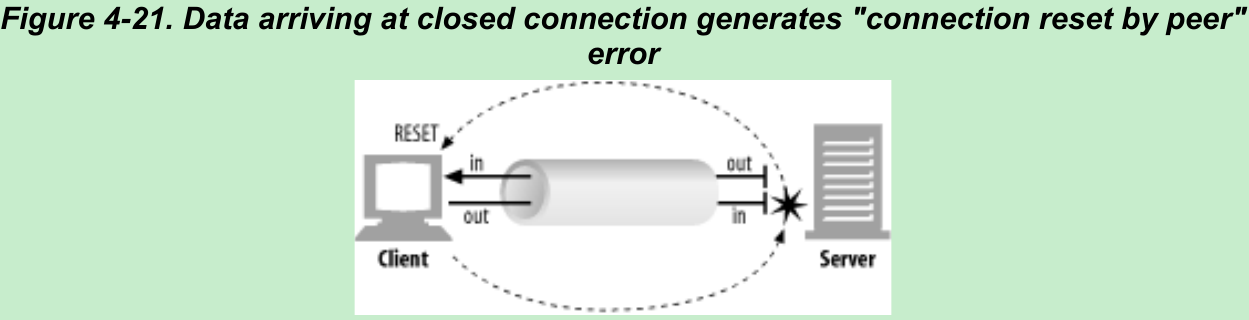 Figure 4-21. Data arriving at closed connection generates "connection reset by peer"
error
RESET
in
out
out
in
Client
Server